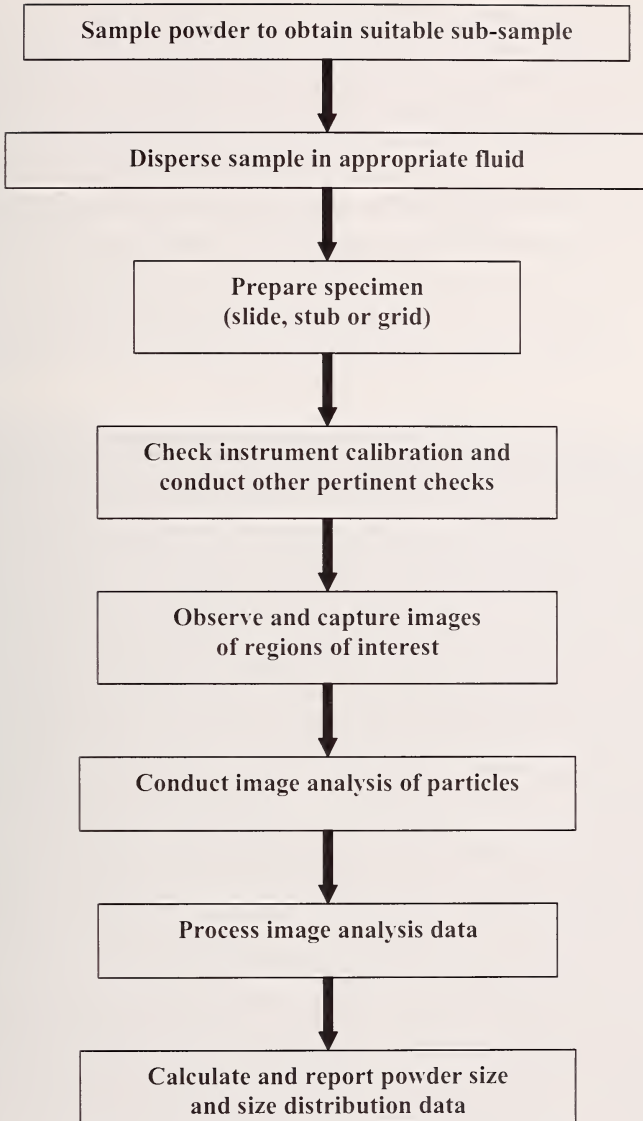 Sample powder to obtain suitable sub-sample
Disperse sample in appropriate fluid
Prepare specimen
(slide, stub or grid)
Check instrument calibration and
conduct other pertinent checks
Observe and capture images
of regions of interest
Conduct image analysis of particles
Process image analysis data
Calculate and report powder size
and size distribution data